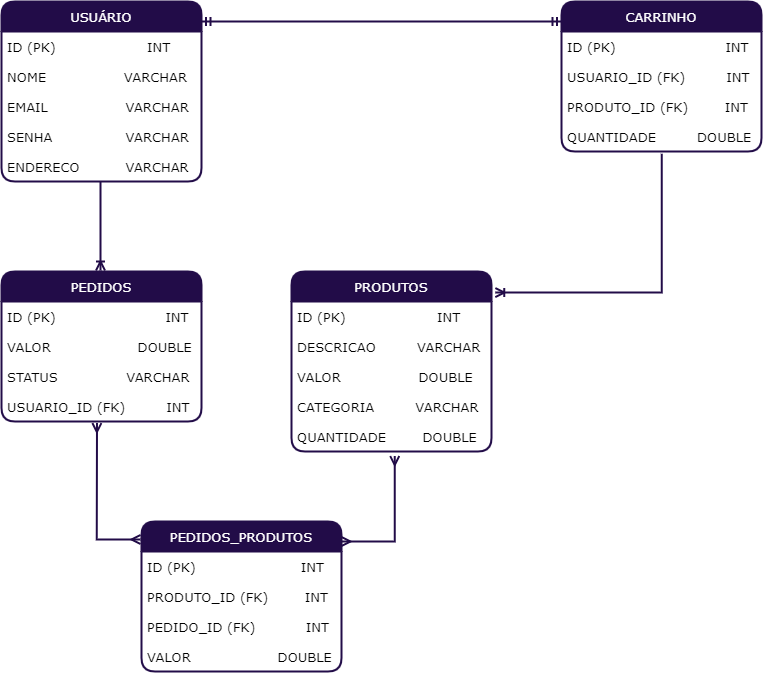 USUÁRIO
ID (PK) INT
NOME VARCHAR
EMAIL VARCHAR
SENHA VARCHAR
ENDERECO VARCHAR
CARRINHO
ID (PK) INT
USUARIO_ID (FK) INT
PRODUTO_ID (FK) INT
QUANTIDADE DOUBLE
PEDIDOS
ID (PK) INT
VALOR DOUBLE
STATUS VARCHAR
USUARIO_ID (FK) INT
PRODUTOS
ID (PK) INT
DESCRICAO VARCHAR
VALOR DOUBLE
CATEGORIA VARCHAR
QUANTIDADE DOUBLE
PEDIDOS_PRODUTOS
ID (PK) INT
PRODUTO_ID (FK) INT
PEDIDO_ID (FK) INT
VALOR DOUBLE